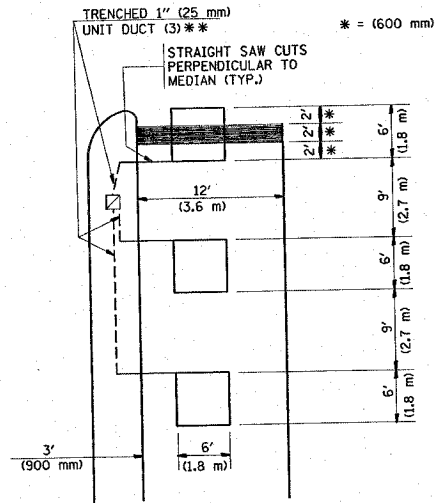 TRENCHED 1" (25 mm)
UNIT DUCT (3)**
* = (600 mm)
STRAIGHT SAW CUTS
PERPENDICULAR TO
MEDIAN (TYP.)
2' *
2' *
2' *
6'
(1.8 m)
12'
(3.6 m)
9'
(2.7 m)
6'
(1.8 m)
9'
(2.7 m)
6'
(1.8 m)
3'
(900 mm)
6'
(1.8 m)